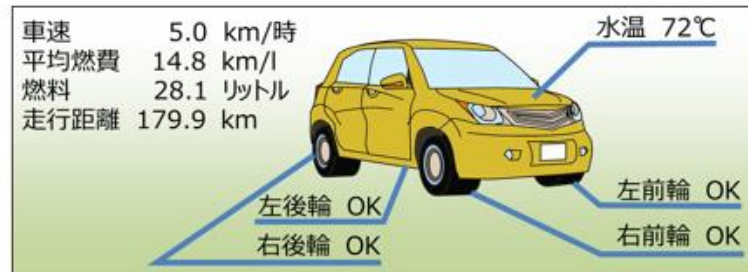 車速 5.0 km/時
平均燃費 14.8 km/l
燃料 28.1 リットル
走行距離 179.9 km
水温 72℃
左後輪 OK
右後輪 OK
左前輪 OK
右前輪 OK